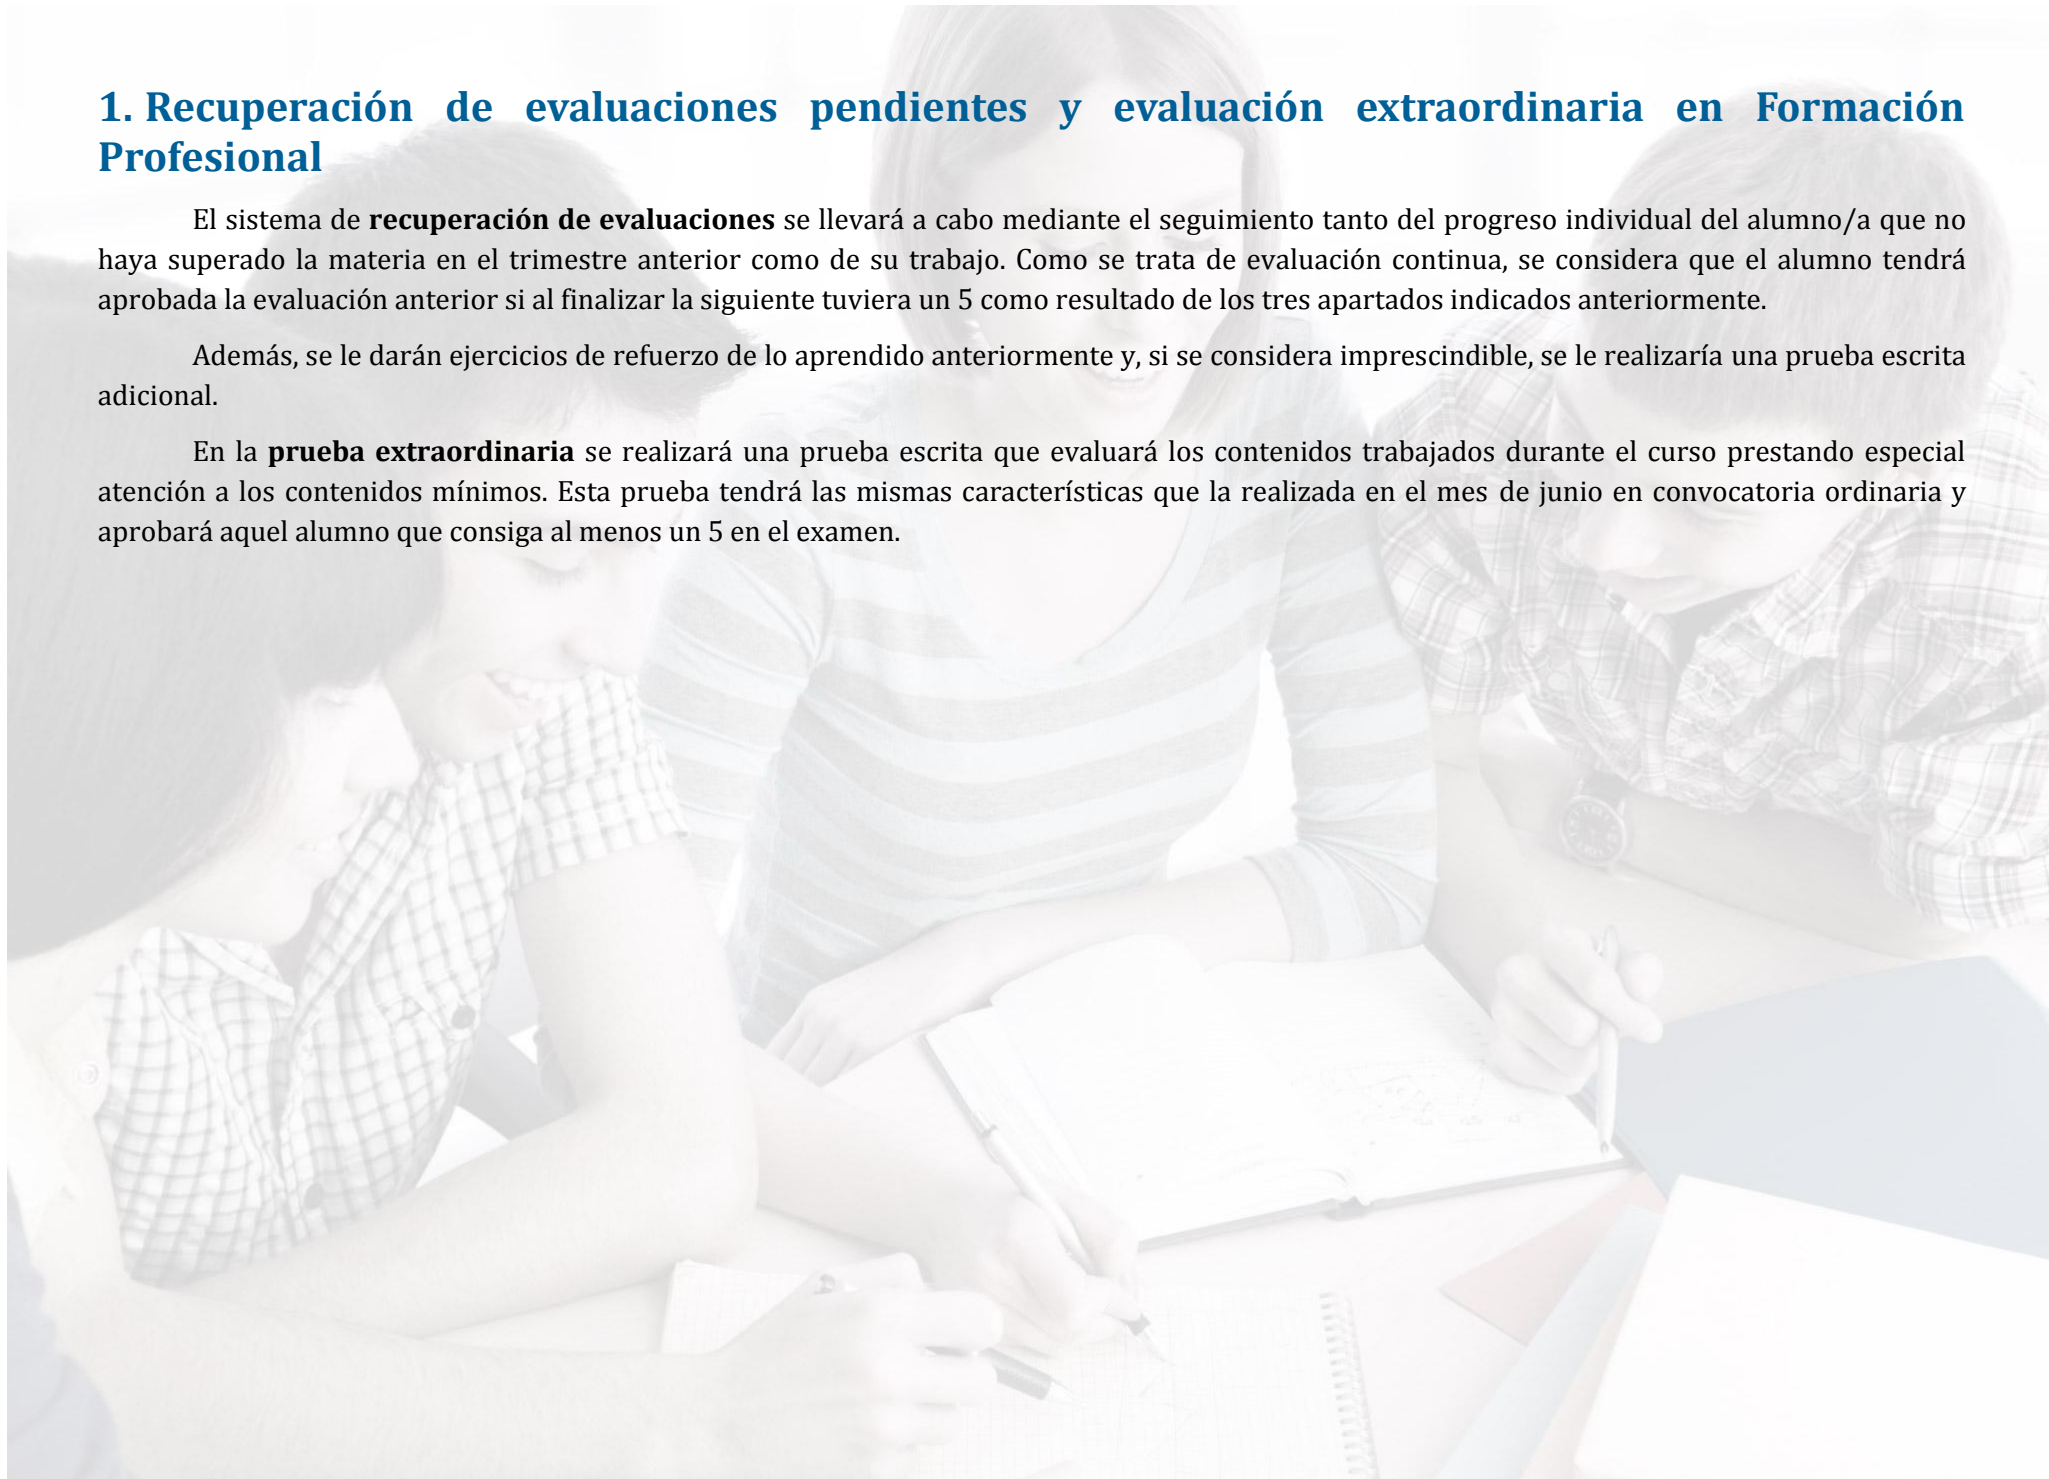 1. Recuperación de evaluaciones pendientes y evaluación extraordinaria en Formación
Profesional
El sistema de recuperación de evaluaciones se llevará a cabo mediante el seguimiento tanto del progreso individual del alumno/a que no
haya superado la materia en el trimestre anterior como de su trabajo. Como se trata de evaluación continua, se considera que el alumno tendrá
aprobada la evaluación anterior si al finalizar la siguiente tuviera un 5 como resultado de los tres apartados indicados anteriormente.
Además, se le darán ejercicios de refuerzo de lo aprendido anteriormente y, si se considera imprescindible, se le realizaría una prueba escrita
adicional.
En la prueba extraordinaria se realizará una prueba escrita que evaluará los contenidos trabajados durante el curso prestando especial
atención a los contenidos mínimos. Esta prueba tendrá las mismas características que la realizada en el mes de junio en convocatoria ordinaria y
aprobará aquel alumno que consiga al menos un 5 en el examen.